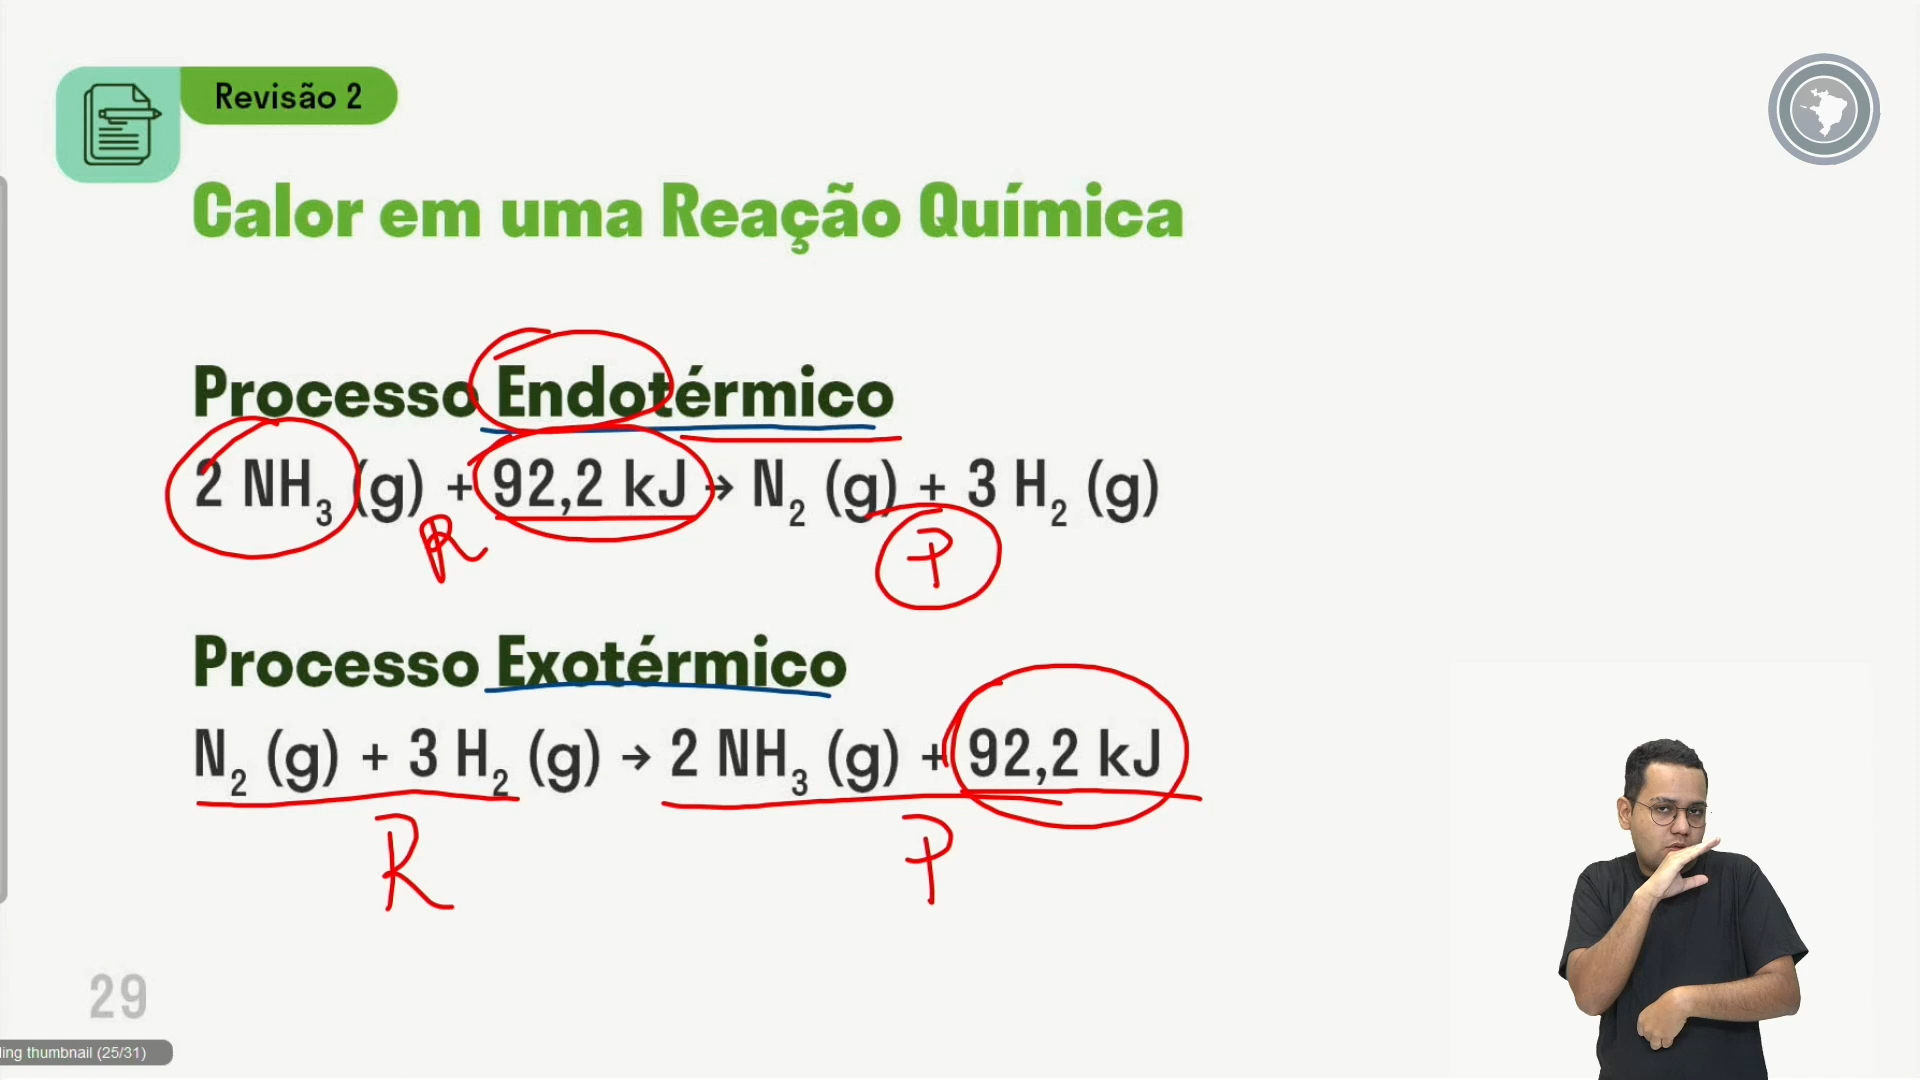 Revisão 2
Calor em uma Reação Química
Processo Endotérmico
2 NH₃ (g) + 92,2 kJ → N₂ (g) + 3 H₂ (g)
R P
Processo Exotérmico
N₂ (g) + 3 H₂ (g) → 2 NH₃ (g) + 92,2 kJ
R P
29
ing thumbnail (25/31)